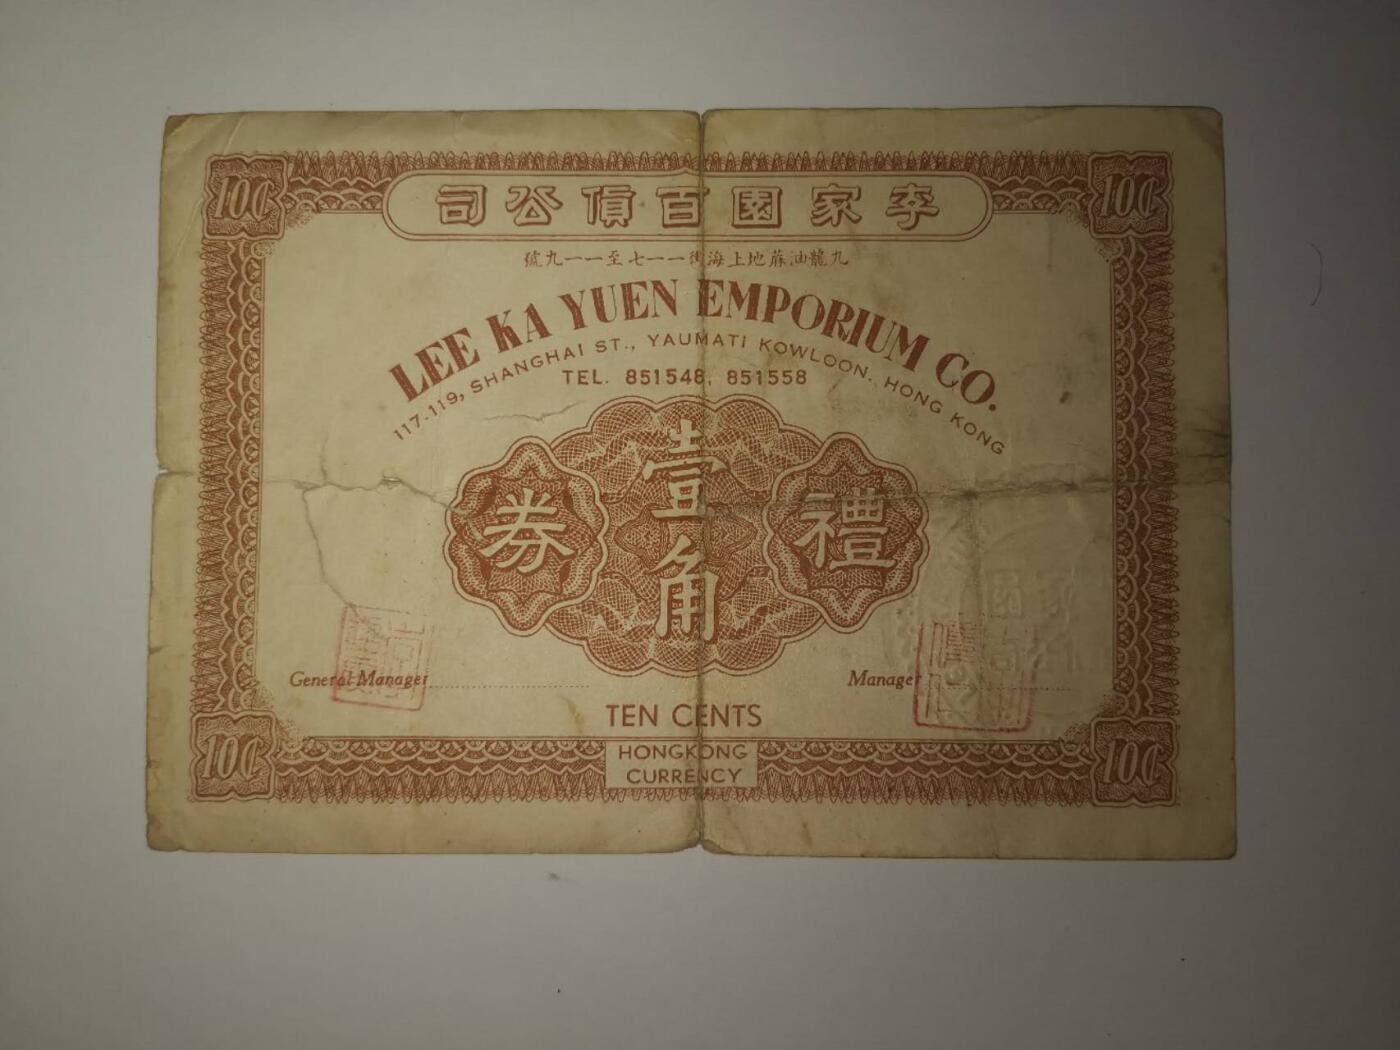 10¢
10¢
李家園百貨公司
九龍油蔴地上海街一一七至一一九號
LEE KA YUEN EMPORIUM CO.
117-119, SHANGHAI ST., YAUMATI KOWLOON, HONG KONG
TEL. 851548, 851558
禮
壹角
券
General Manager
Manager
TEN CENTS
HONGKONG
CURRENCY
10¢
10¢